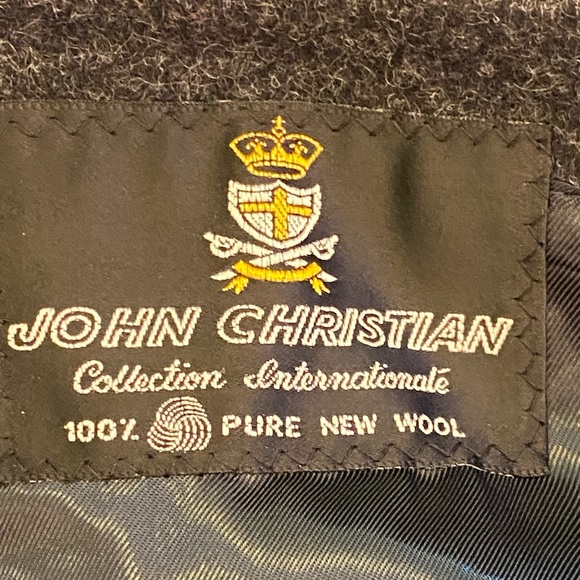 JOHN CHRISTIAN
Collection Internationale
100% PURE NEW WOOL